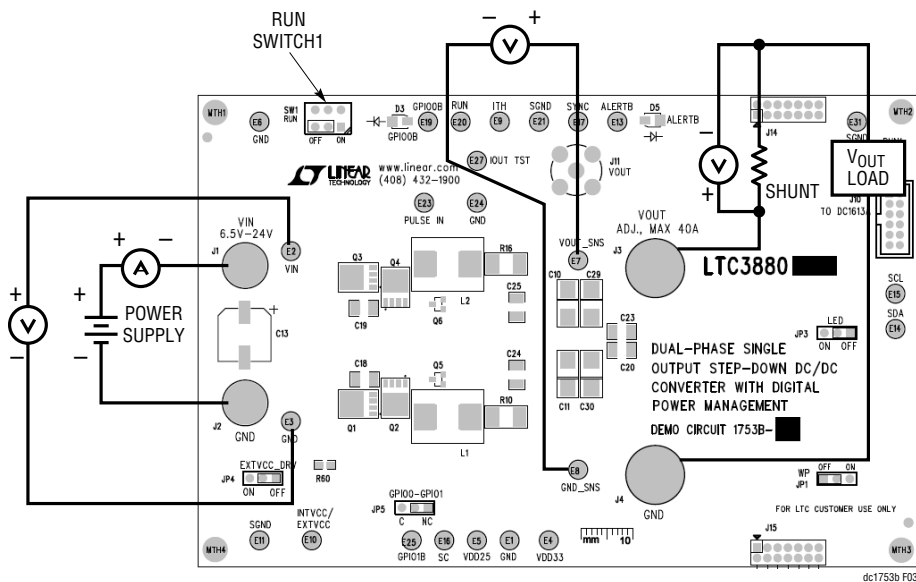 RUN
SWITCH1
MTH1
E6
GND
SW1
RUN
OFF ON
D3
GPIO0B
GPIO0B
E19
RUN
E20
ITH
E9
SGND
E21
SYNC
E17
ALERTB
E13
D5
ALERTB
J14
E31
SGND
MTH2
LINEAR
TECHNOLOGY
www.linear.com
(408) 432-1900
E27
IOUT TST
J11
VOUT
V
+
-
SHUNT
VOUT
LOAD
J10
TO DC1613A
E23
PULSE IN
E24
GND
VIN
6.5V-24V
J1
E2
VIN
A
V
POWER
SUPPLY
C13
J2
GND
E3
GND
Q3
Q4
C19
L2
R16
Q6
C25
C18
Q1
Q2
Q5
L1
R10
C24
VOUT_SNS
E7
C10
C29
C23
C20
C11
C30
VOUT
ADJ., MAX 40A
J3
LTC3880
SCL
E15
SDA
E14
JP3
LED
ON OFF
DUAL-PHASE SINGLE
OUTPUT STEP-DOWN DC/DC
CONVERTER WITH DIGITAL
POWER MANAGEMENT
DEMO CIRCUIT 1753B-
E8
GND_SNS
J4
GND
WP
OFF ON
JP1
FOR LTC CUSTOMER USE ONLY
EXTVCC_DRV
JP4
ON OFF
R60
GPIO0-GPIO1
JP5
C NC
SGND
E11
INTVCC/
EXTVCC
E10
MTH4
E25
GPIO1B
E16
SC
E5
VDD25
E1
GND
E4
VDD33
mm 10
J15
MTH3
dc1753b F03